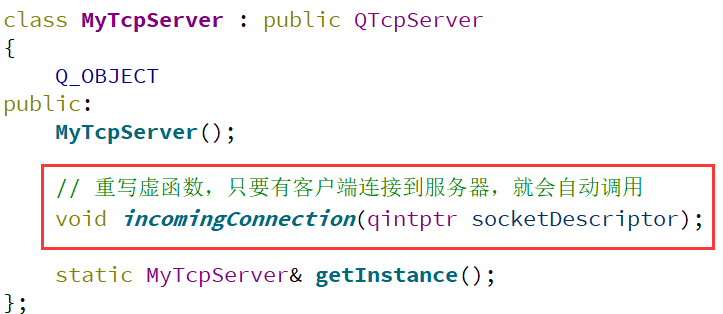 class MyTcpServer : public QTcpServer
{
    Q_OBJECT
public:
    MyTcpServer();
    // 重写虚函数，只要有客户端连接到服务器，就会自动调用
    void incomingConnection(qintptr socketDescriptor);
    static MyTcpServer& getInstance();
};